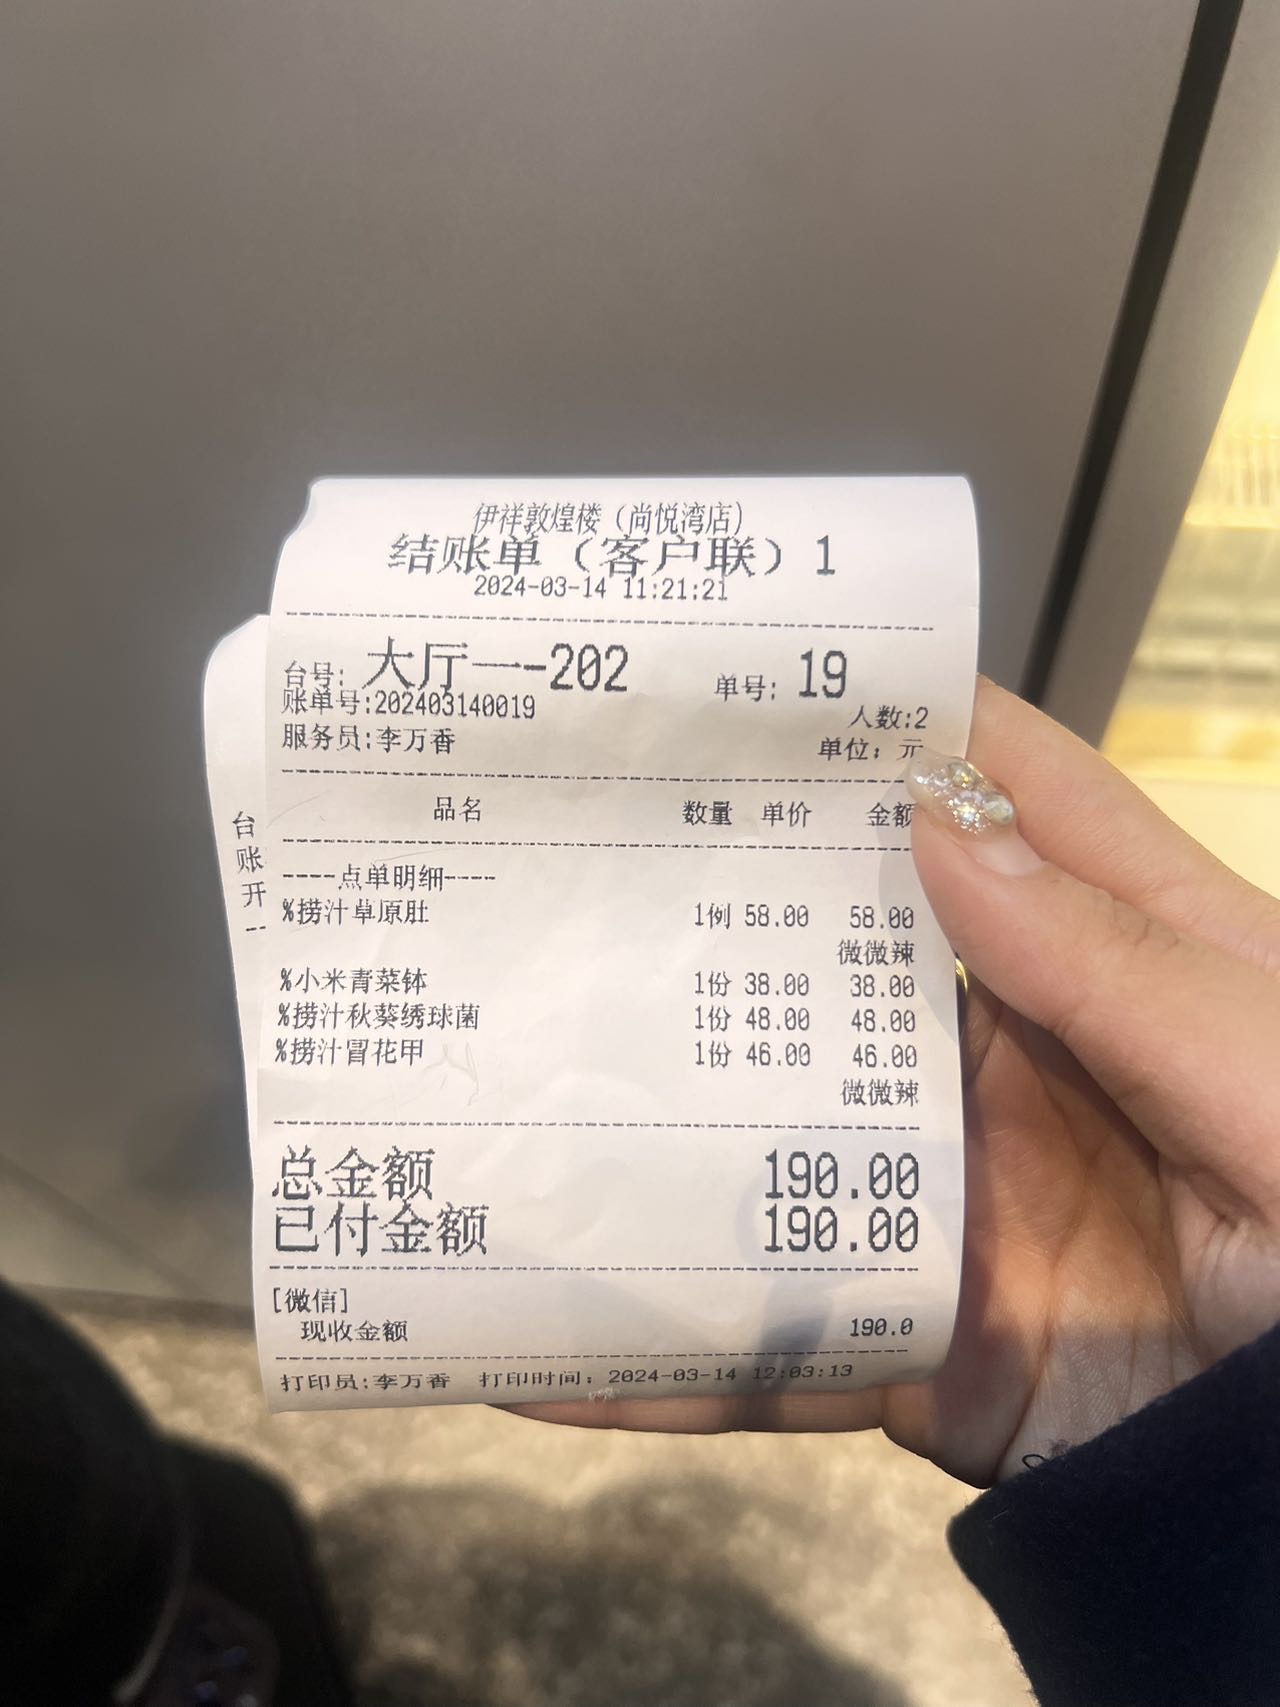 伊祥敦煌楼（尚悦湾店）
结账单（客户联）1
2024-03-14 11:21:21
台号：大厅一-202 单号：19
账单号:202403140019
人数:2
服务员:李万香 单位：元
品名 数量 单价 金额
----点单明细----
%捞汁草原肚 1例 58.00 58.00
微微辣
%小米青菜钵 1份 38.00 38.00
%捞汁秋葵绣球菌 1份 48.00 48.00
%捞汁冒花甲 1份 46.00 46.00
微微辣
总金额 190.00
已付金额 190.00
[微信]
现收金额 190.0
打印员:李万香 打印时间：2024-03-14 12:03:13
台
账
开
--